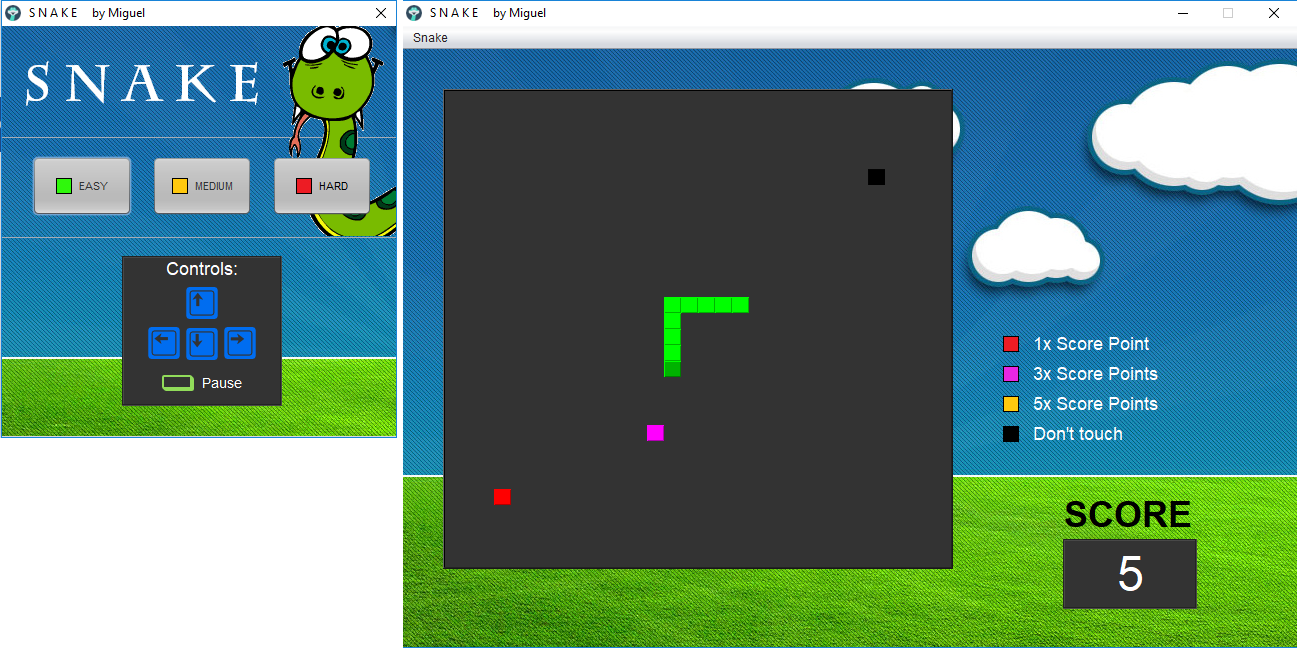 S N A K E by Miguel
S N A K E
EASY
MEDIUM
HARD
Controls:
Pause
S N A K E by Miguel
Snake
1x Score Point
3x Score Points
5x Score Points
Don't touch
SCORE
5